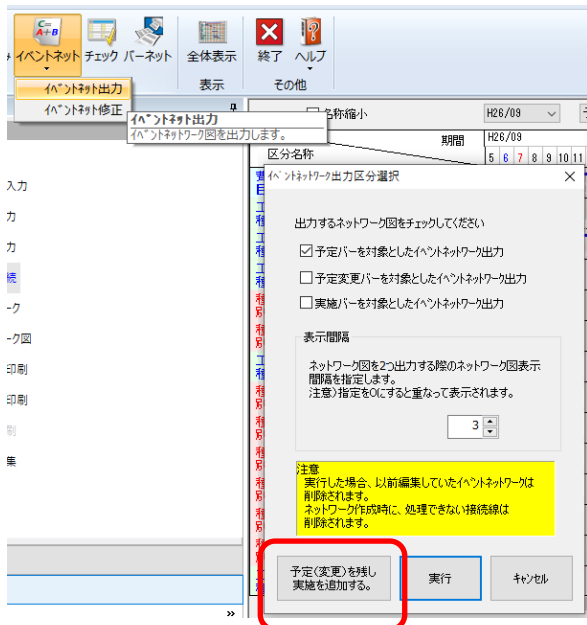 C=
A+B
イベントネット チェック バーネット 全体表示 終了 ヘルプ
表示 その他
ｲﾍﾞﾝﾄﾈｯﾄ出力
ｲﾍﾞﾝﾄﾈｯﾄ修正
ｲﾍﾞﾝﾄﾈｯﾄ出力
ｲﾍﾞﾝﾄﾈｯﾄﾜｰｸ図を出力します。
名称縮小 H26/09
期間 H26/09
区分名称 5 6 7 8 9 10 11
入力
力
力
続
ｰｸ
ｰｸ図
印刷
印刷
刷
集
»
ｲﾍﾞﾝﾄﾈｯﾄﾜｰｸ出力区分選択
出力するネットワーク図をチェックしてください
予定バーを対象としたｲﾍﾞﾝﾄﾈｯﾄﾜｰｸ出力
予定変更バーを対象としたｲﾍﾞﾝﾄﾈｯﾄﾜｰｸ出力
実施バーを対象としたｲﾍﾞﾝﾄﾈｯﾄﾜｰｸ出力
表示間隔
ネットワーク図を2つ出力する際のネットワーク図表示
間隔を指定します。
注意)指定を0にすると重なって表示されます。
3
注意
実行した場合、以前編集していたｲﾍﾞﾝﾄﾈｯﾄﾜｰｸは
削除されます。
ネットワーク作成時に、処理できない接続線は
削除されます。
予定(変更)を残し
実施を追加する。
実行
ｷｬﾝｾﾙ